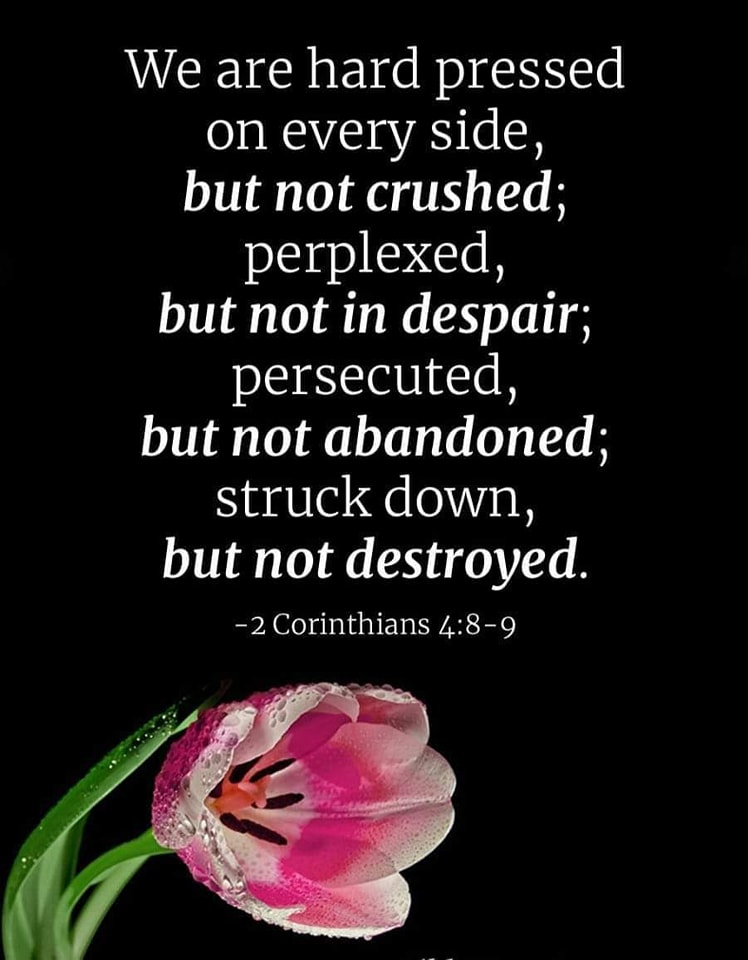 We are hard pressed
on every side,
but not crushed;
perplexed,
but not in despair;
persecuted,
but not abandoned;
struck down,
but not destroyed.
-2 Corinthians 4:8-9